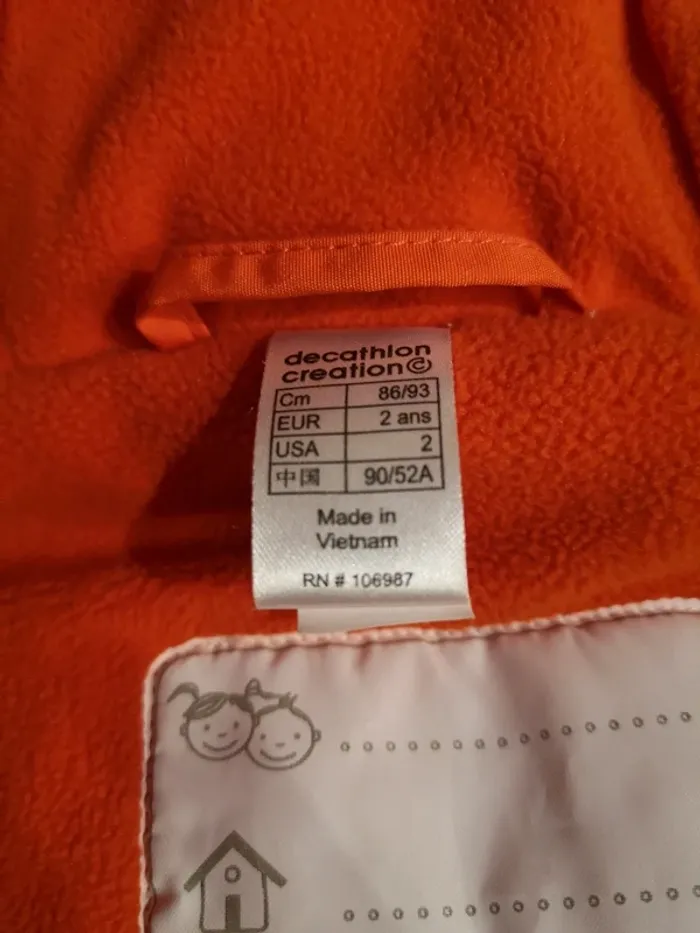 decathlon
creation©
Cm 86/93
EUR 2 ans
USA 2
中国 90/52A
Made in
Vietnam
RN # 106987